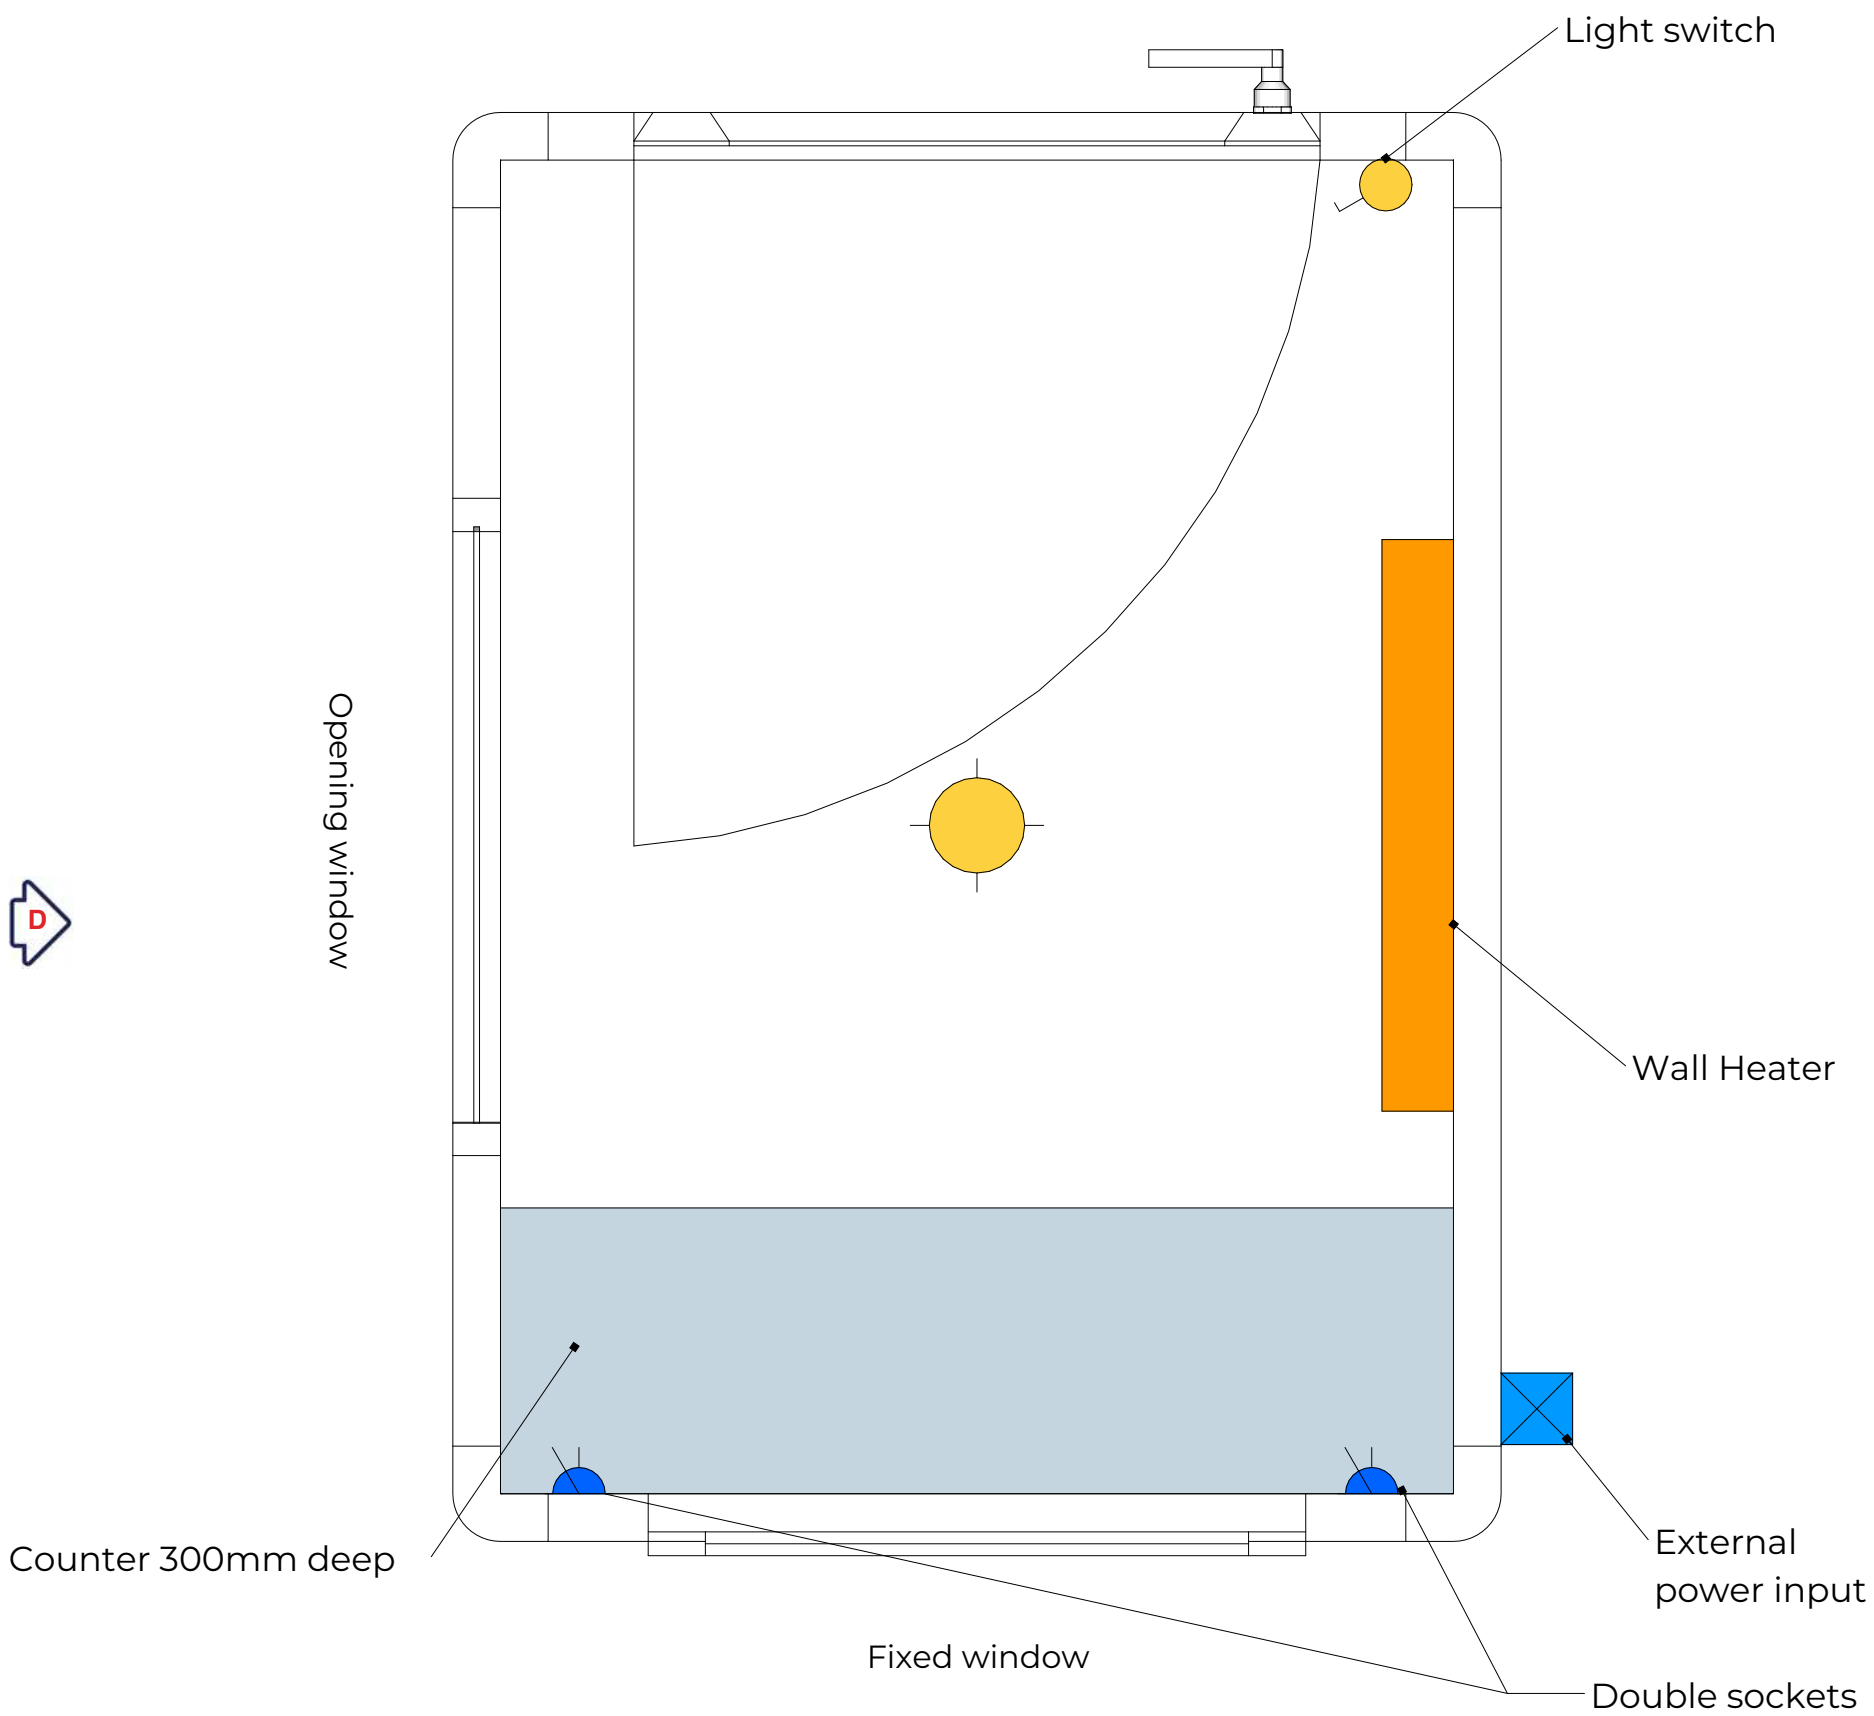 Light switch
Opening window
D
Wall Heater
Counter 300mm deep
External
power input
Fixed window
Double sockets